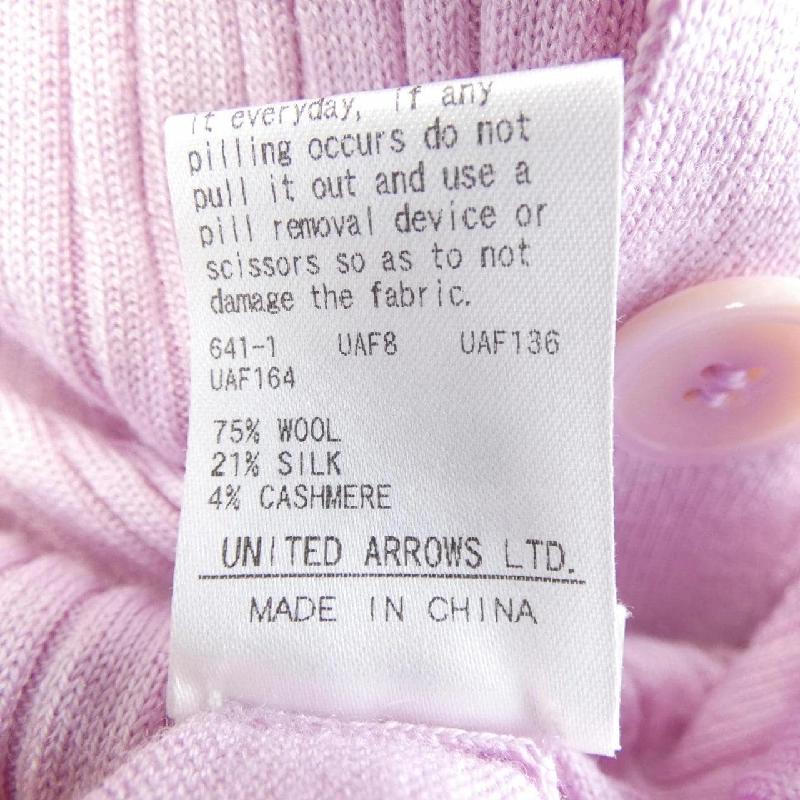 it everyday, if any
pilling occurs do not
pull it out and use a
pill removal device or
scissors so as to not
damage the fabric.
641-1 UAF8 UAF136
UAF164
75% WOOL
21% SILK
4% CASHMERE
UNITED ARROWS LTD.
MADE IN CHINA